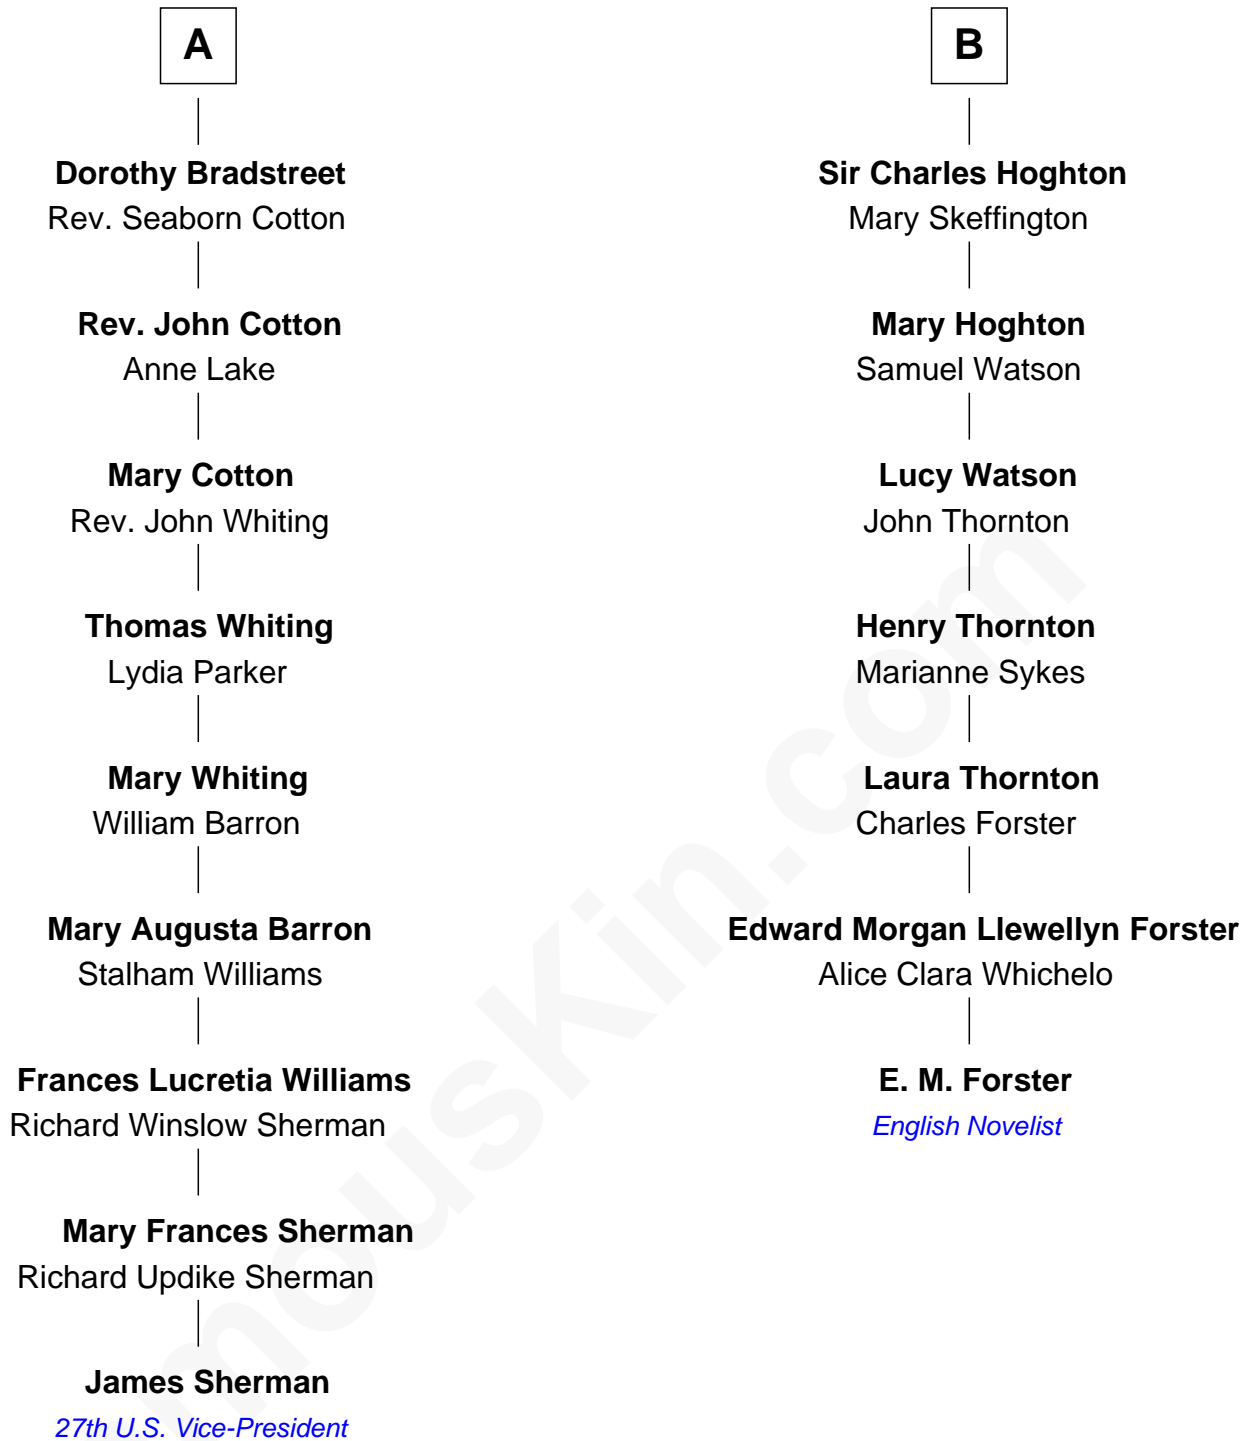 A
Dorothy Bradstreet
Rev. Seaborn Cotton
Rev. John Cotton
Anne Lake
Mary Cotton
Rev. John Whiting
Thomas Whiting
Lydia Parker
Mary Whiting
William Barron
Mary Augusta Barron
Stalham Williams
Frances Lucretia Williams
Richard Winslow Sherman
Mary Frances Sherman
Richard Updike Sherman
James Sherman
27th U.S. Vice-President
B
Sir Charles Hoghton
Mary Skeffington
Mary Hoghton
Samuel Watson
Lucy Watson
John Thornton
Henry Thornton
Marianne Sykes
Laura Thornton
Charles Forster
Edward Morgan Llewellyn Forster
Alice Clara Whichelo
E. M. Forster
English Novelist
mousKin.com